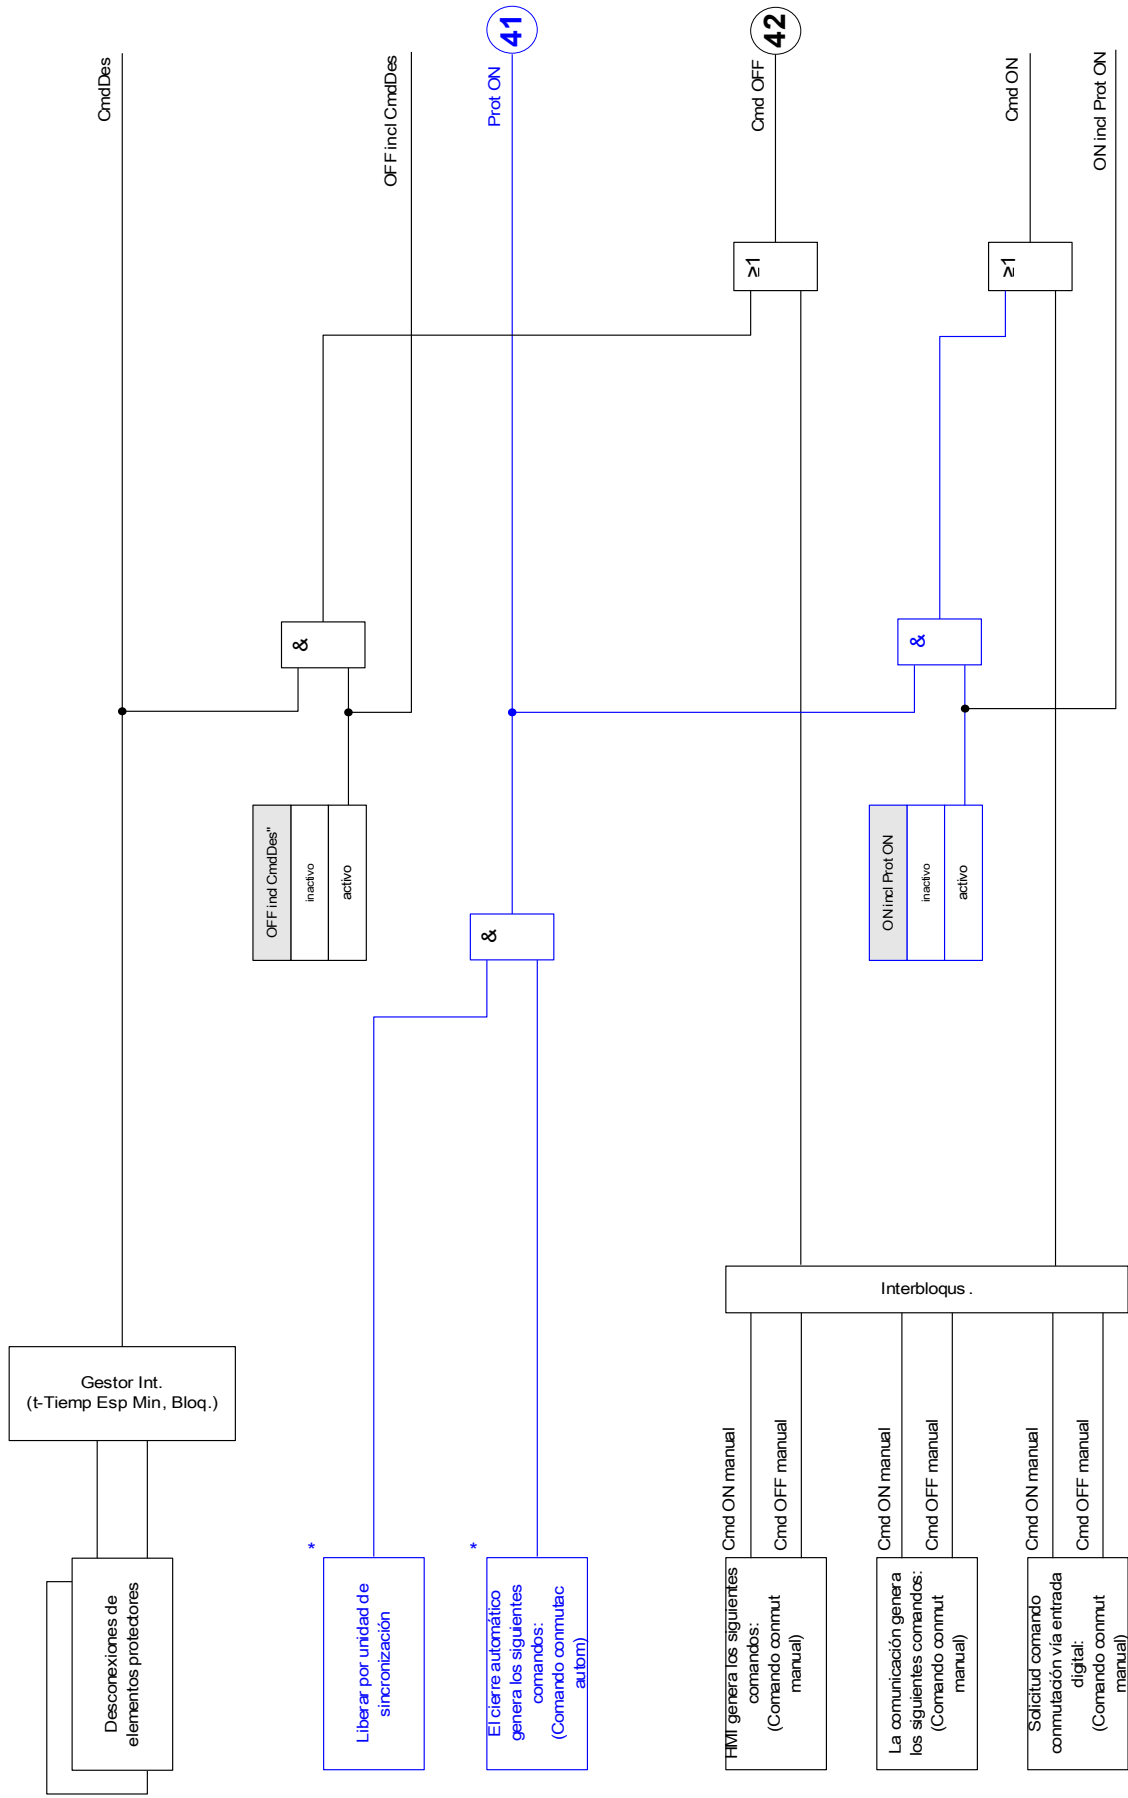 Desconexiones de
elementos protectores
Gestor Int.
(t-Tiemp Esp Min, Bloq.)
CmdDes
OFF incl CmdDes"
inactivo
activo
&
OFF incl CmdDes
*
Liberar por unidad de
sincronización
*
El cierre automático
genera los siguientes
comandos:
(Comando conmutac
autom)
&
Prot ON
41
HMI genera los siguientes
comandos:
(Comando conmut
manual)
Cmd ON manual
Cmd OFF manual
La comunicación genera
los siguientes comandos:
(Comando conmut
manual)
Cmd ON manual
Cmd OFF manual
Solicitud comando
conmutación vía entrada
digital:
(Comando conmut
manual)
Cmd ON manual
Cmd OFF manual
Interbloqus .
≥1
Cmd OFF
42
ON incl Prot ON
inactivo
activo
&
≥1
Cmd ON
ON incl Prot ON